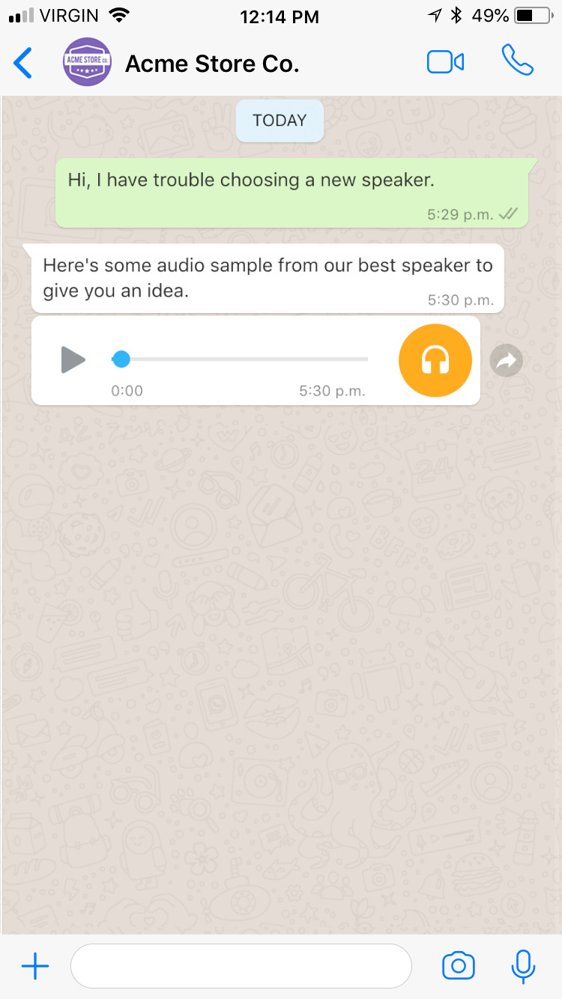 VIRGIN 12:14 PM 49%
ACME STORE CO.
Acme Store Co.
TODAY
Hi, I have trouble choosing a new speaker.
5:29 p.m.
Here's some audio sample from our best speaker to
give you an idea.
5:30 p.m.
0:00 5:30 p.m.
24
BFF